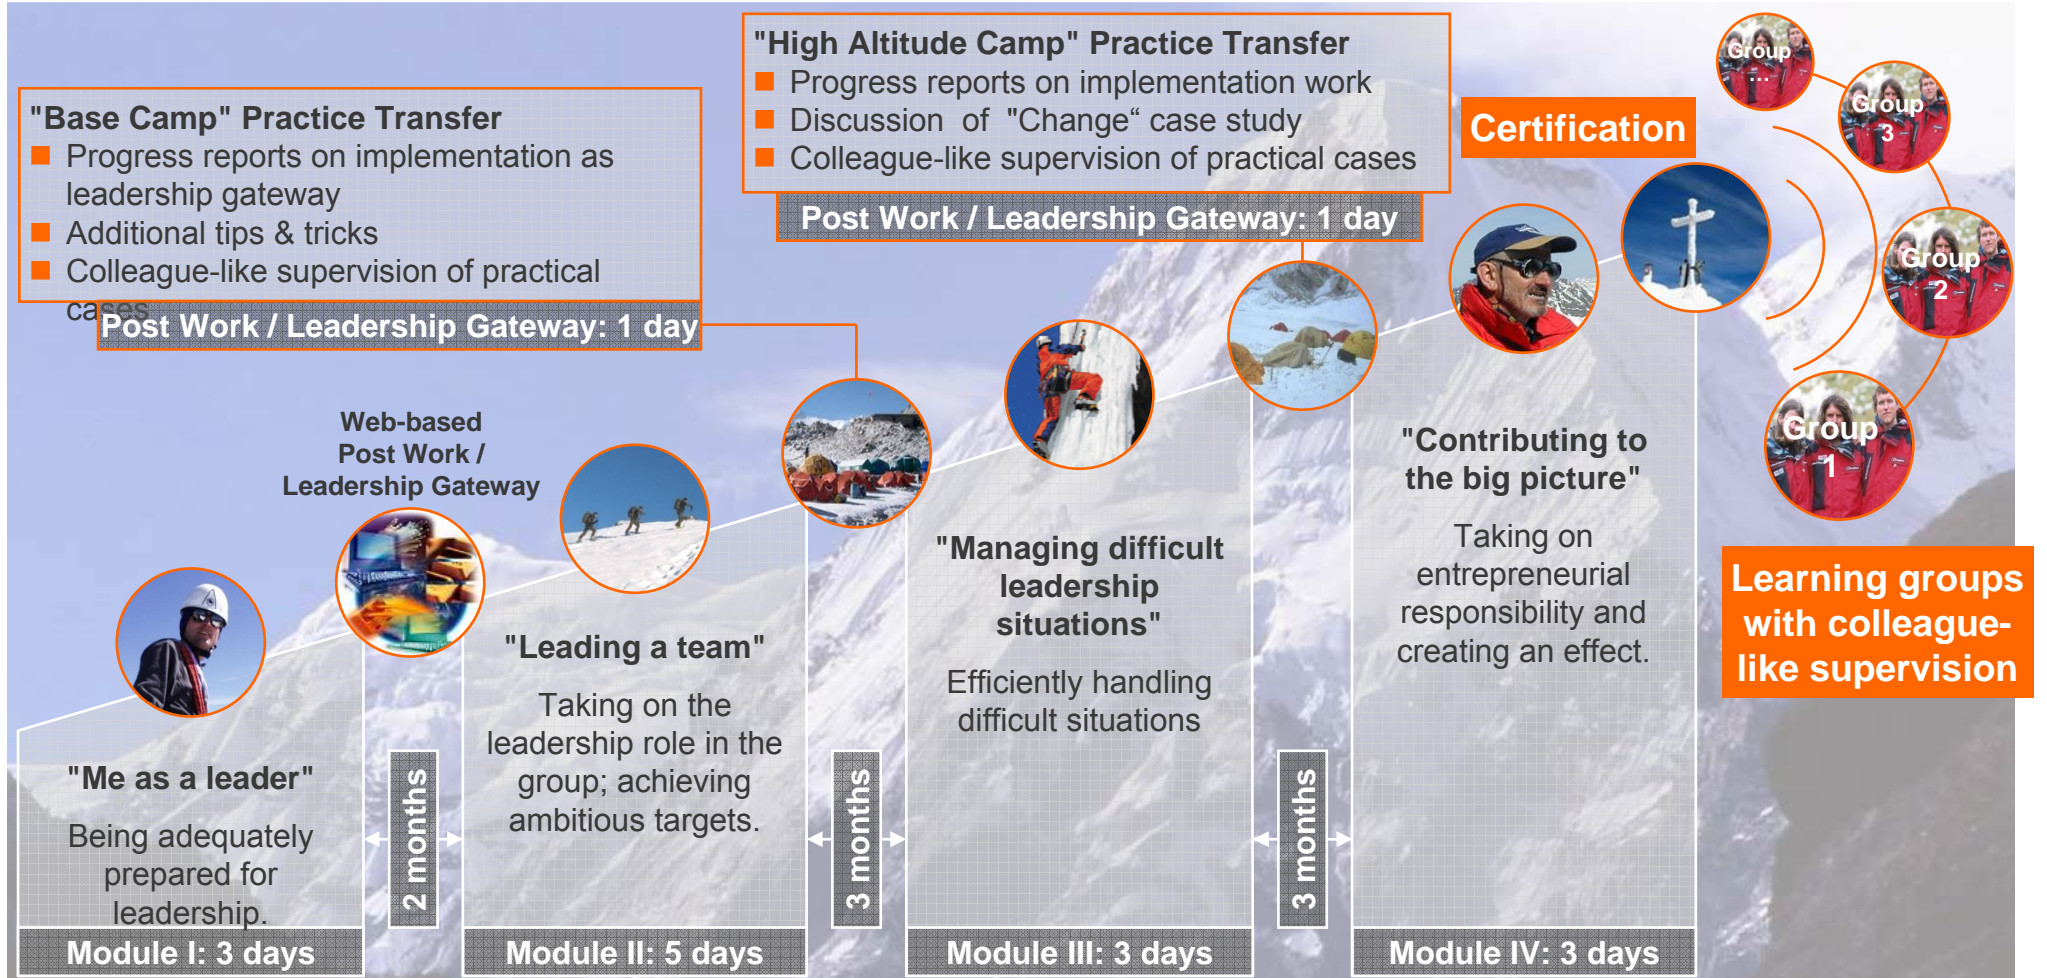 "High Altitude Camp" Practice Transfer
Progress reports on implementation work
Discussion of "Change“ case study
Colleague-like supervision of practical cases
Post Work / Leadership Gateway: 1 day
"Base Camp" Practice Transfer
Progress reports on implementation as
leadership gateway
Additional tips & tricks
Colleague-like supervision of practical
cases
Post Work / Leadership Gateway: 1 day
Certification
Group
...
Group
3
Group
2
Group
1
Learning groups
with colleague-
like supervision
Web-based
Post Work /
Leadership Gateway
"Me as a leader"
Being adequately
prepared for
leadership.
Module I: 3 days
2 months
"Leading a team"
Taking on the
leadership role in the
group; achieving
ambitious targets.
Module II: 5 days
3 months
"Managing difficult
leadership
situations"
Efficiently handling
difficult situations
Module III: 3 days
3 months
"Contributing to
the big picture"
Taking on
entrepreneurial
responsibility and
creating an effect.
Module IV: 3 days